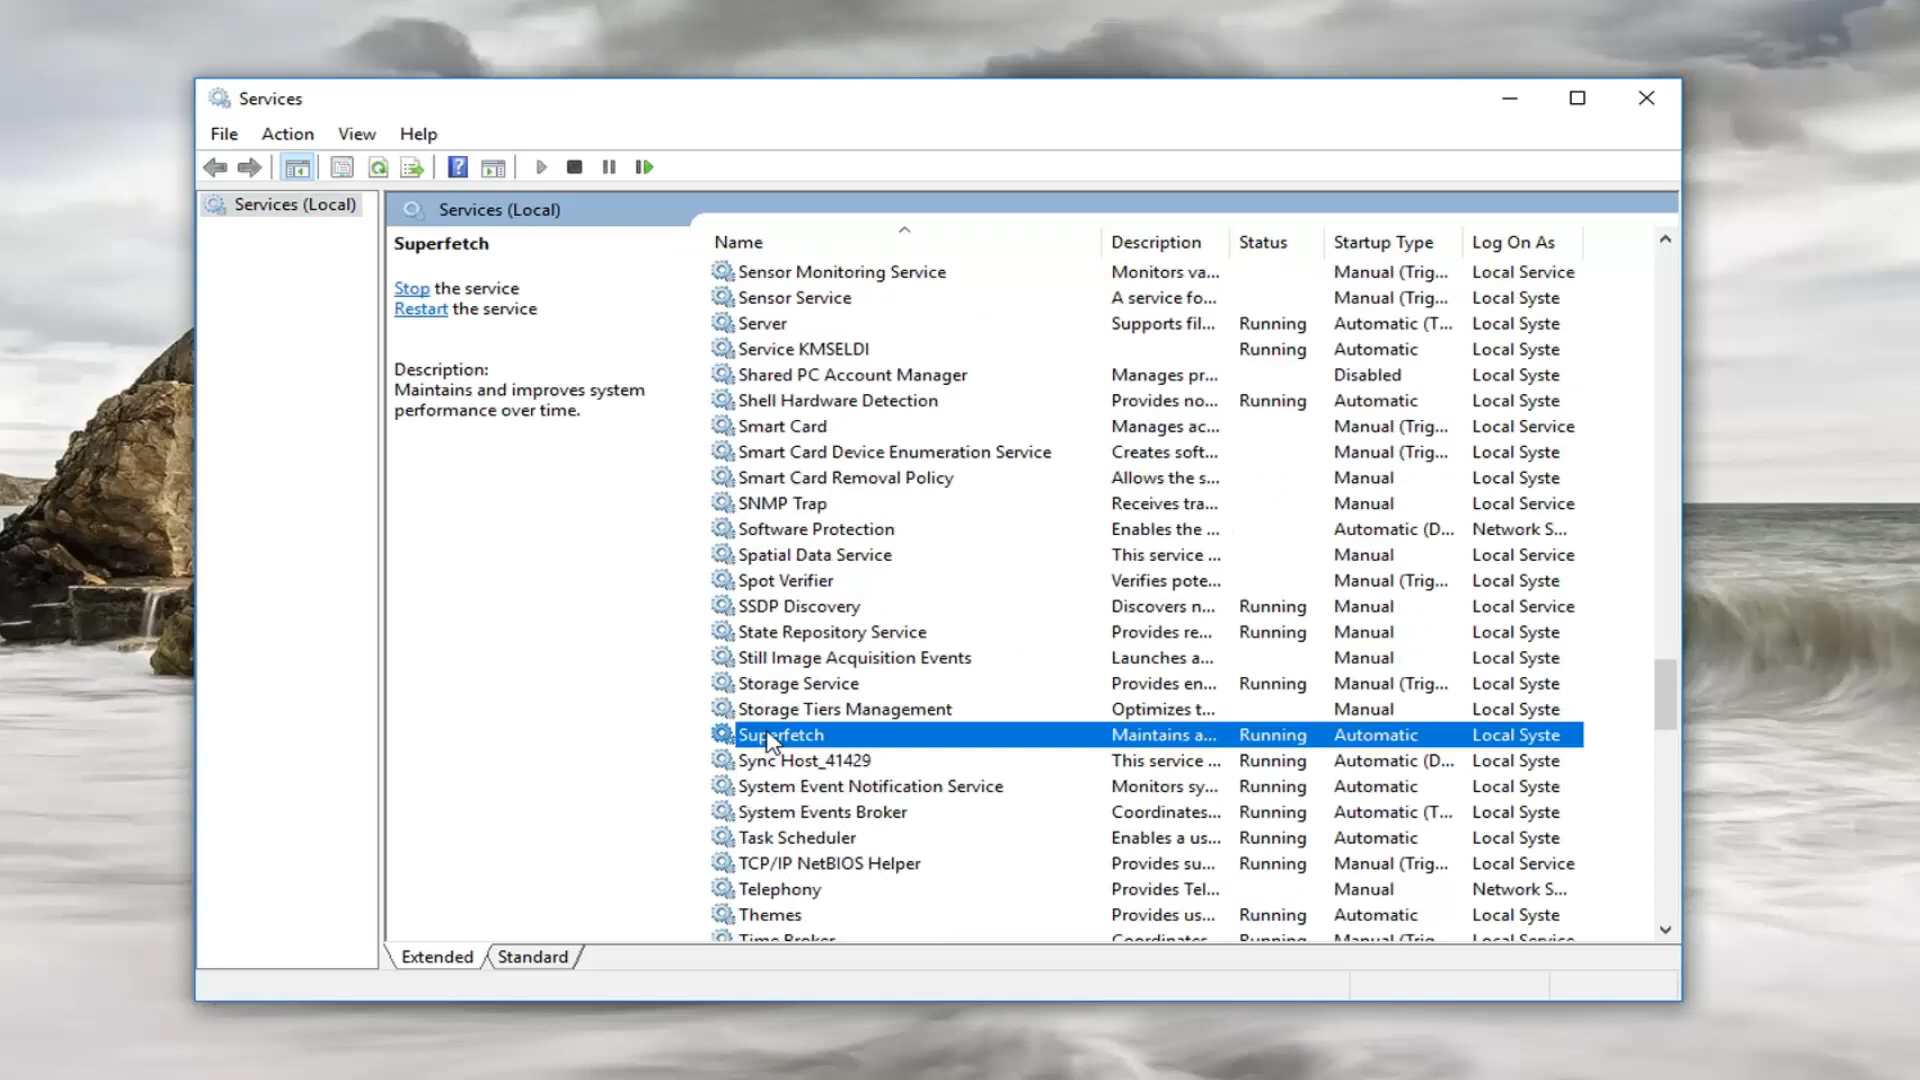 Services
File Action View Help
Services (Local)
Services (Local)
Superfetch
Stop the service
Restart the service
Description:
Maintains and improves system
performance over time.
Name Description Status Startup Type Log On As
Sensor Monitoring Service Monitors va... Manual (Trig... Local Service
Sensor Service A service fo... Manual (Trig... Local Syste
Server Supports fil... Running Automatic (T... Local Syste
Service KMSELDI Running Automatic Local Syste
Shared PC Account Manager Manages pr... Disabled Local Syste
Shell Hardware Detection Provides no... Running Automatic Local Syste
Smart Card Manages ac... Manual (Trig... Local Service
Smart Card Device Enumeration Service Creates soft... Manual (Trig... Local Syste
Smart Card Removal Policy Allows the s... Manual Local Syste
SNMP Trap Receives tra... Manual Local Service
Software Protection Enables the ... Automatic (D... Network S...
Spatial Data Service This service ... Manual Local Service
Spot Verifier Verifies pote... Manual (Trig... Local Syste
SSDP Discovery Discovers n... Running Manual Local Service
State Repository Service Provides re... Running Manual Local Syste
Still Image Acquisition Events Launches a... Manual Local Syste
Storage Service Provides en... Running Manual (Trig... Local Syste
Storage Tiers Management Optimizes t... Manual Local Syste
Superfetch Maintains a... Running Automatic Local Syste
Sync Host_41429 This service ... Running Automatic (D... Local Syste
System Event Notification Service Monitors sy... Running Automatic Local Syste
System Events Broker Coordinates... Running Automatic (T... Local Syste
Task Scheduler Enables a us... Running Automatic Local Syste
TCP/IP NetBIOS Helper Provides su... Running Manual (Trig... Local Service
Telephony Provides Tel... Manual Network S...
Themes Provides us... Running Automatic Local Syste
Time Broker Coordinates... Running Manual (Trig... Local Service
Extended Standard